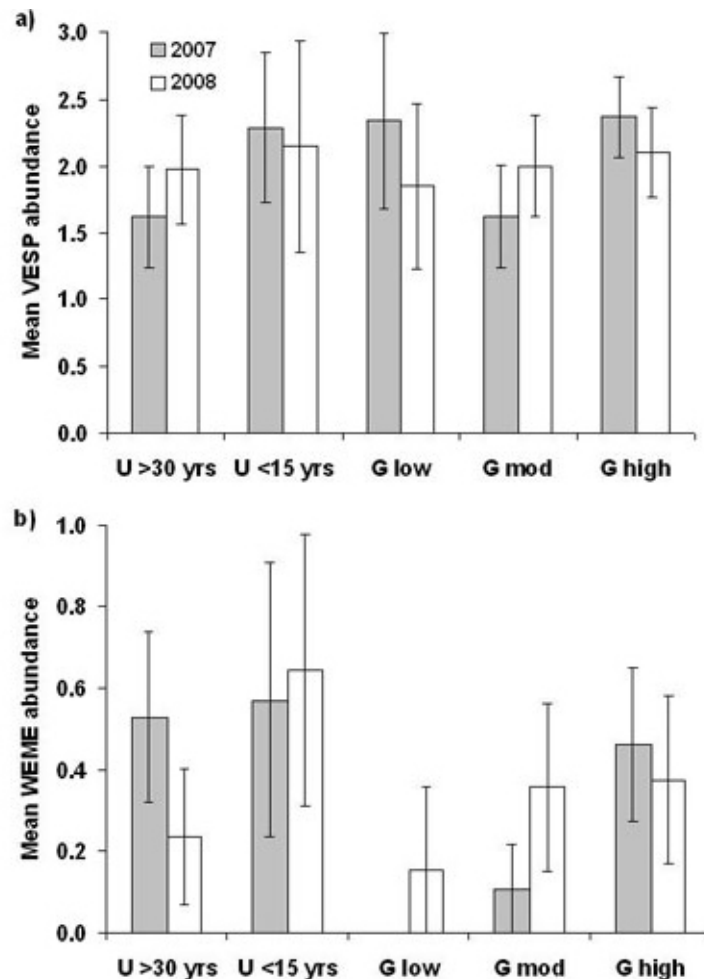 a)
3.0
2007
2008
2.5
2.0
1.5
1.0
0.5
0.0
Mean VESP abundance
U >30 yrs U <15 yrs G low G mod G high
b)
1.0
0.8
0.6
0.4
0.2
0.0
Mean WEME abundance
U >30 yrs U <15 yrs G low G mod G high